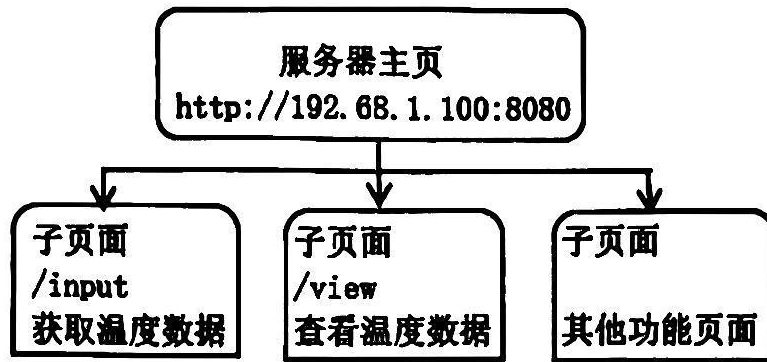 服务器主页
http://192.68.1.100:8080
子页面
/input
获取温度数据
子页面
/view
查看温度数据
子页面
其他功能页面